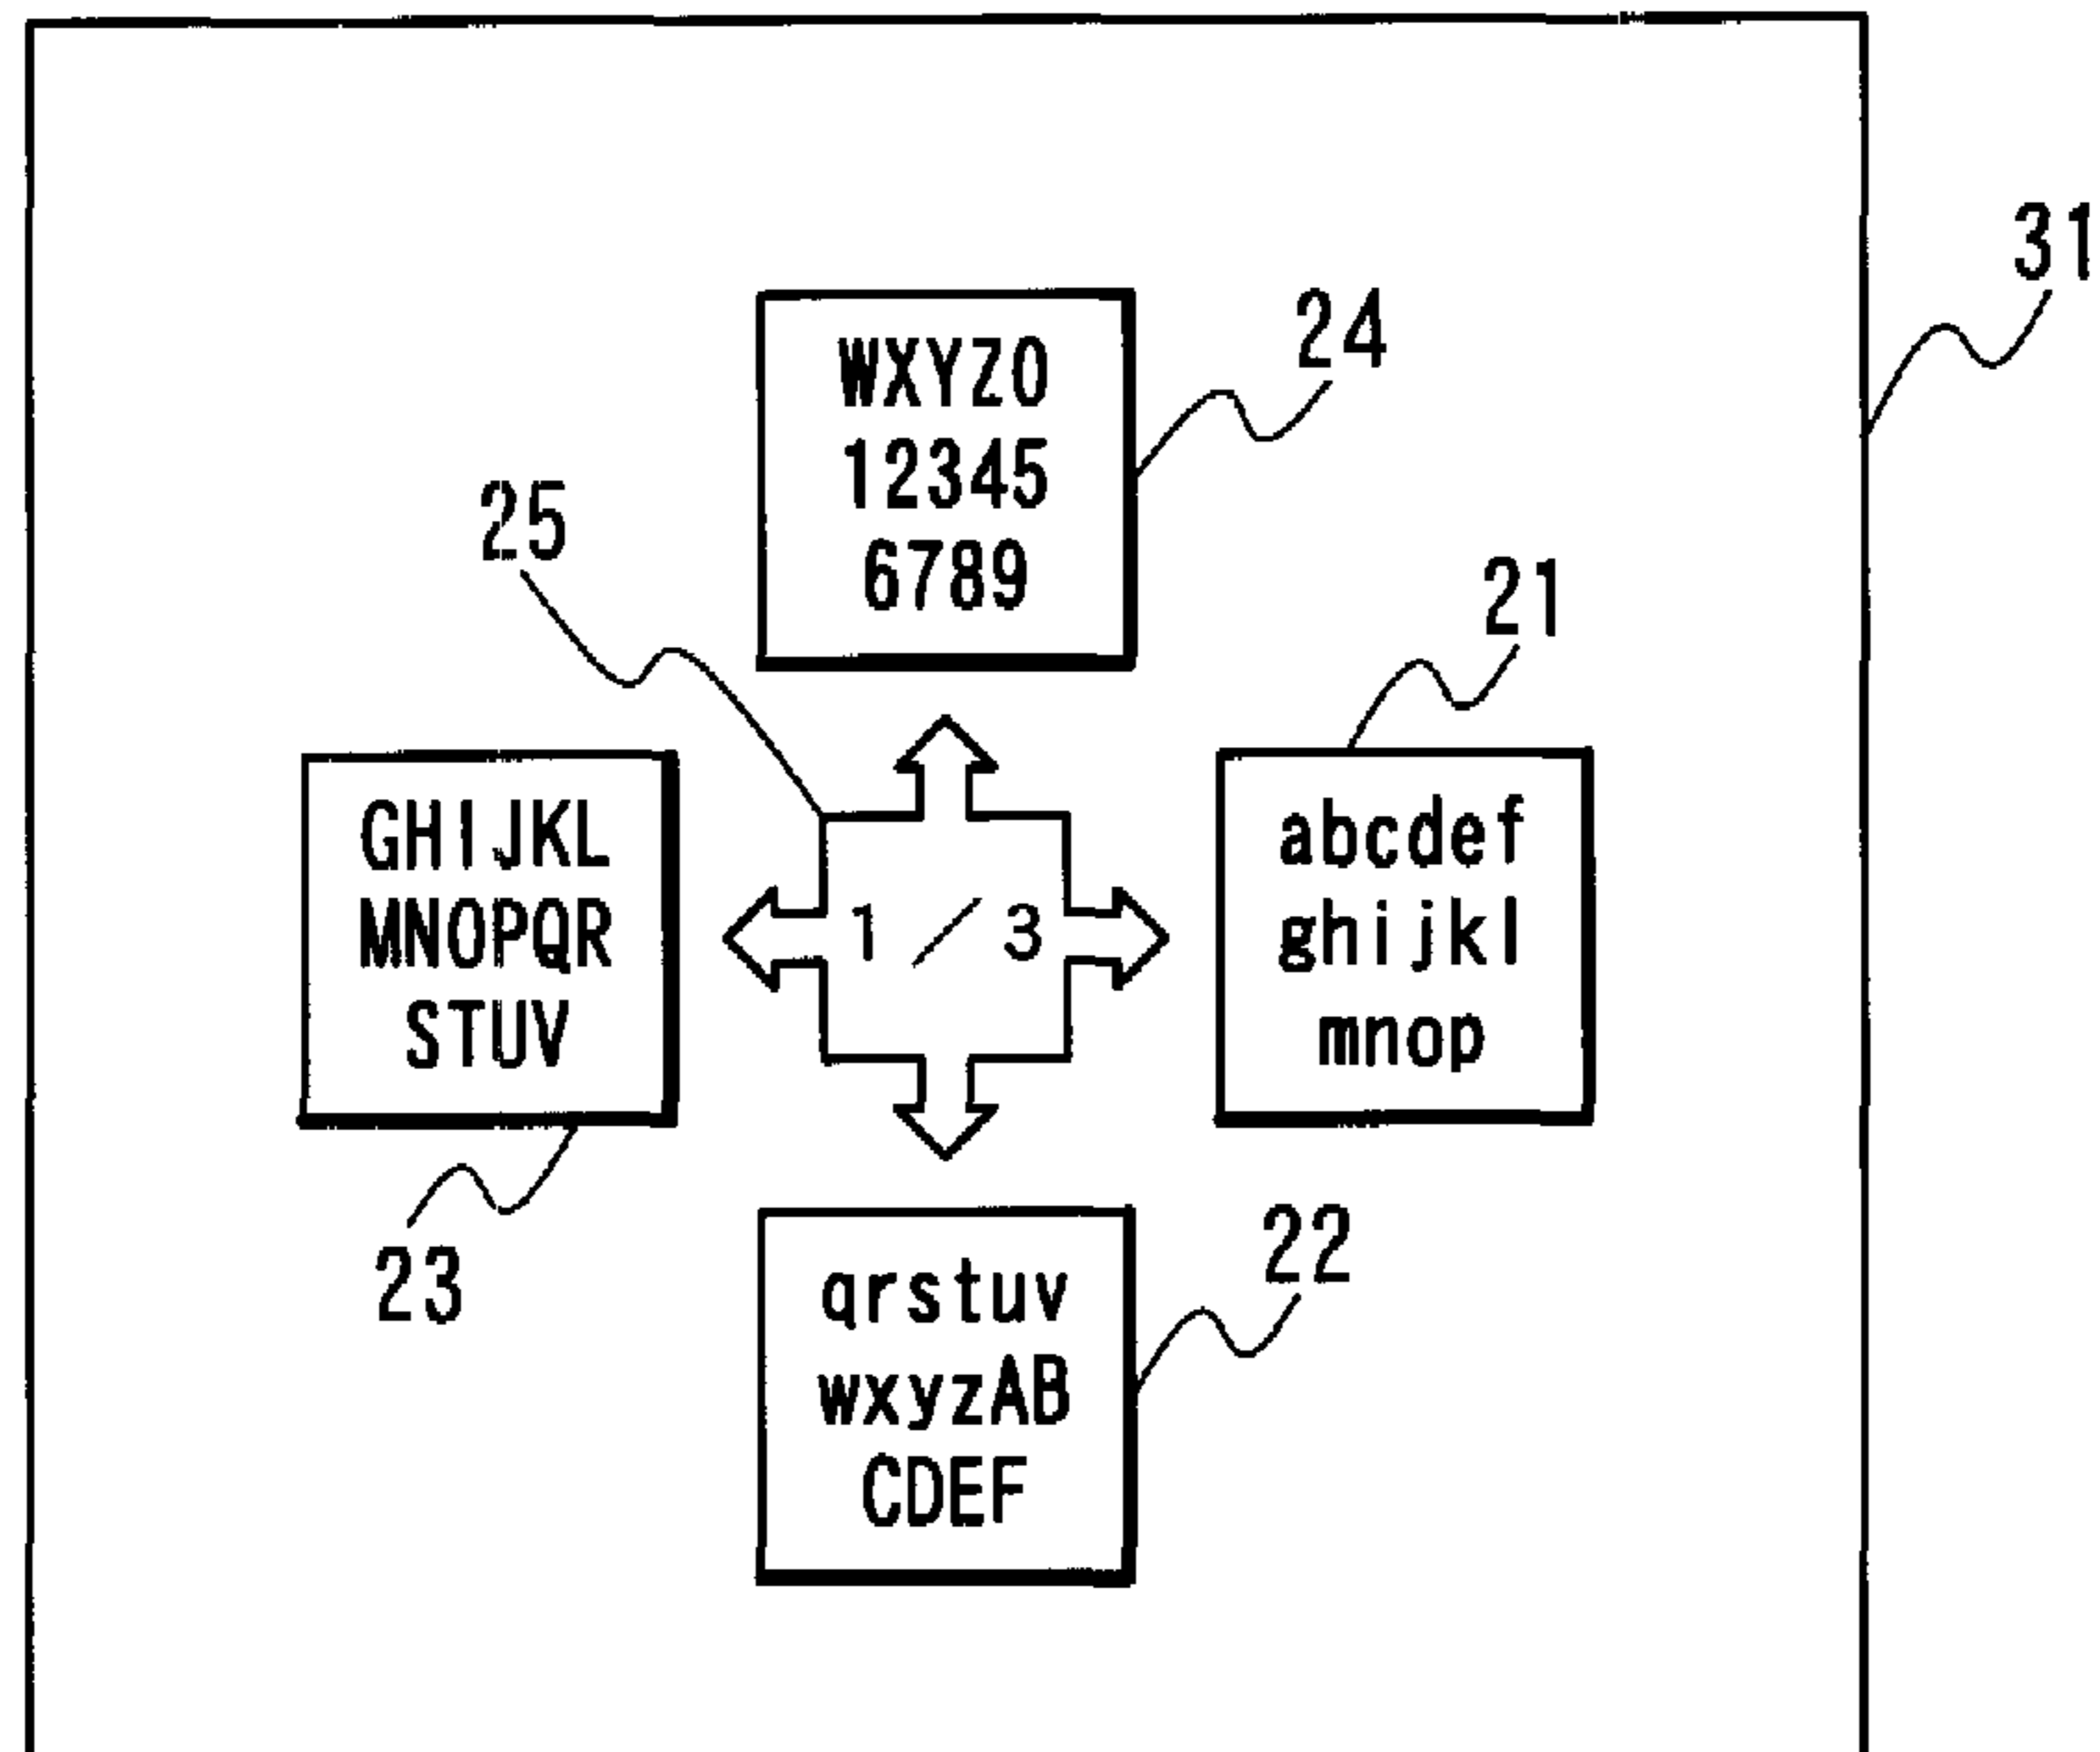 31
24
WXYZ0
12345
6789
25
21
GHIJKL
MNOPQR
STUV
1／3
abcdef
ghijkl
mnop
23
22
qrstuv
wxyzAB
CDEF